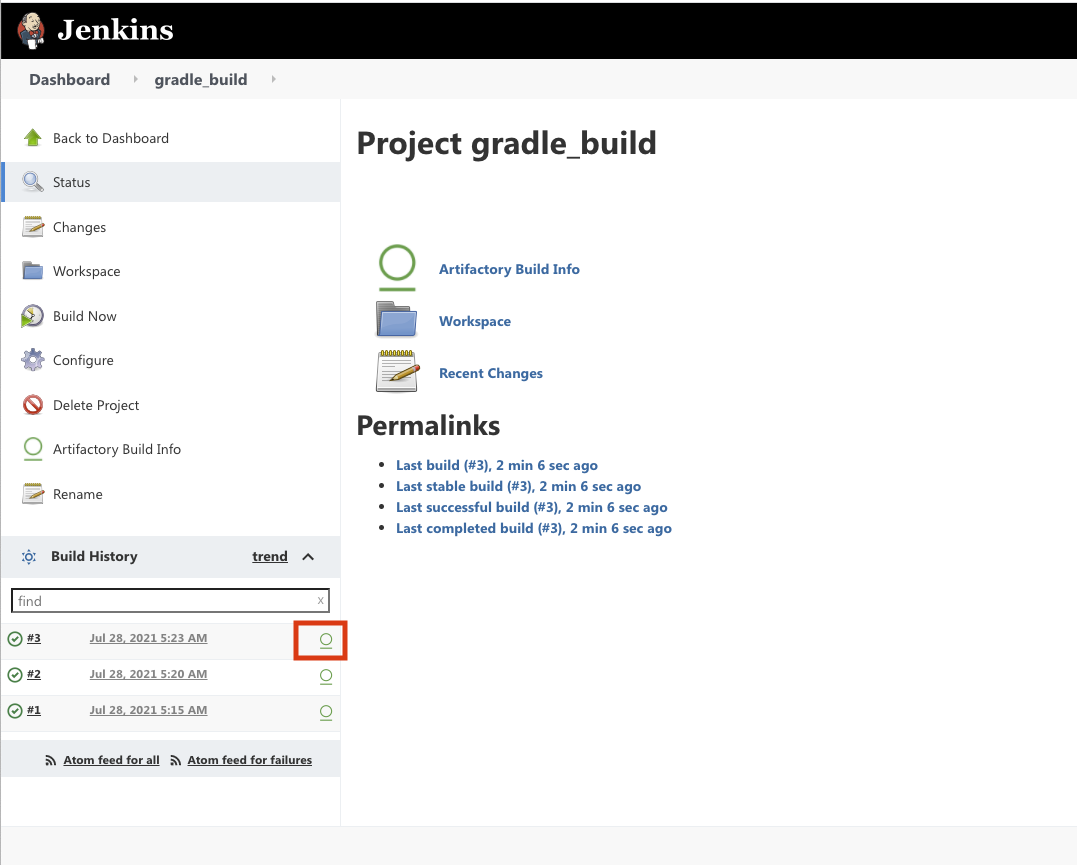 Jenkins
Dashboard gradle_build
Back to Dashboard
Status
Changes
Workspace
Build Now
Configure
Delete Project
Artifactory Build Info
Rename
Build History trend
find x
#3 Jul 28, 2021 5:23 AM
#2 Jul 28, 2021 5:20 AM
#1 Jul 28, 2021 5:15 AM
Atom feed for all Atom feed for failures
Project gradle_build
Artifactory Build Info
Workspace
Recent Changes
Permalinks
Last build (#3), 2 min 6 sec ago
Last stable build (#3), 2 min 6 sec ago
Last successful build (#3), 2 min 6 sec ago
Last completed build (#3), 2 min 6 sec ago